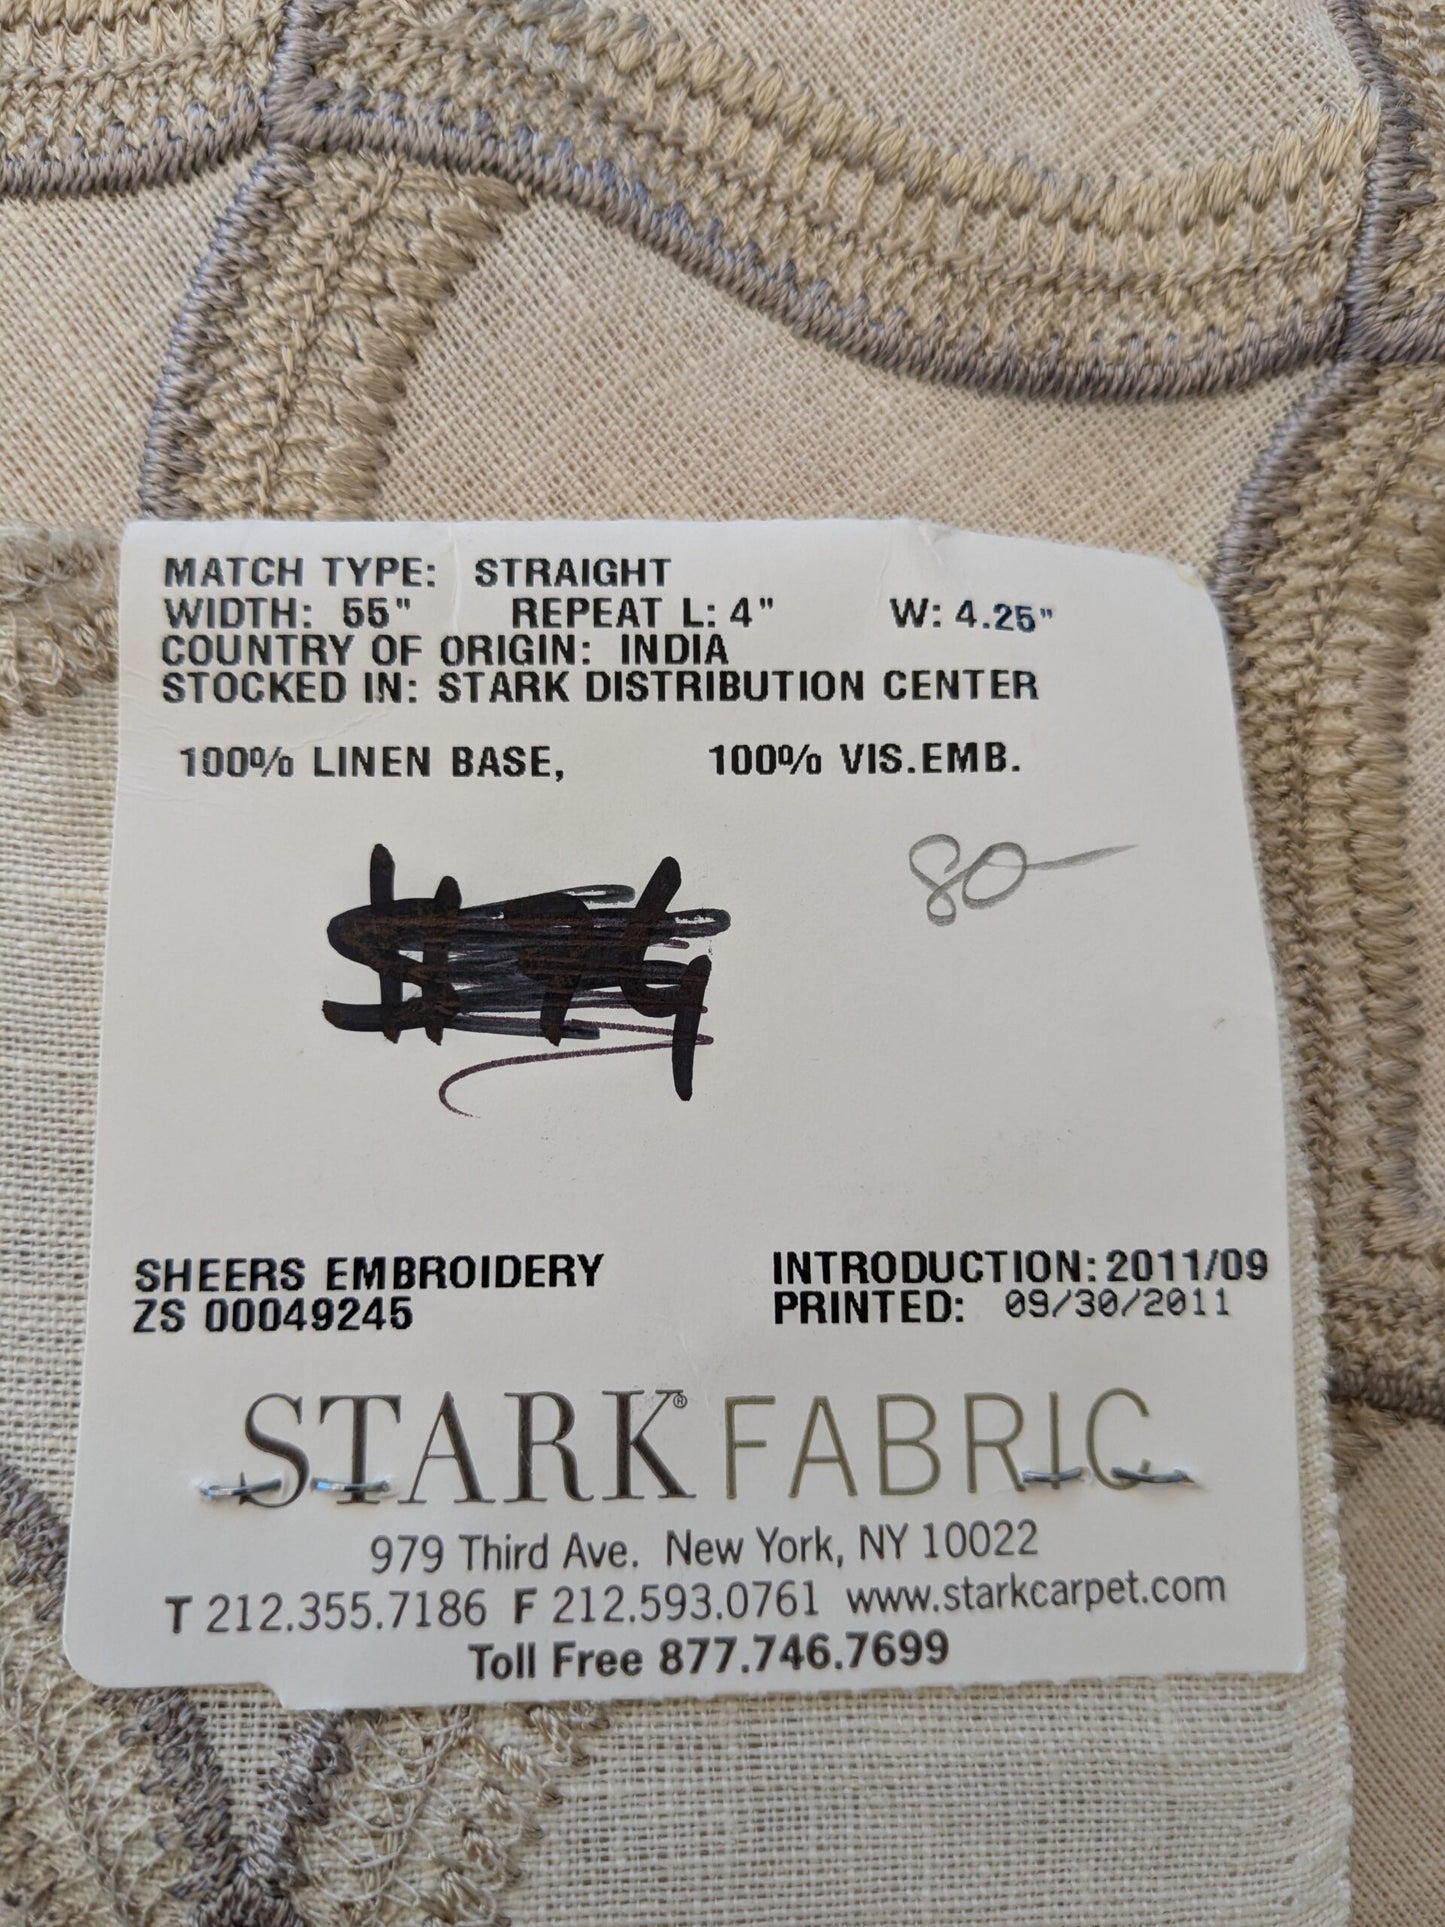 MATCH TYPE: STRAIGHT
WIDTH: 55" REPEAT L: 4" W: 4.25"
COUNTRY OF ORIGIN: INDIA
STOCKED IN: STARK DISTRIBUTION CENTER
100% LINEN BASE, 100% VIS.EMB.
80-
SHEERS EMBROIDERY INTRODUCTION: 2011/09
ZS 00049245 PRINTED: 09/30/2011
STARK® FABRIC
979 Third Ave. New York, NY 10022
T 212.355.7186 F 212.593.0761 www.starkcarpet.com
Toll Free 877.746.7699